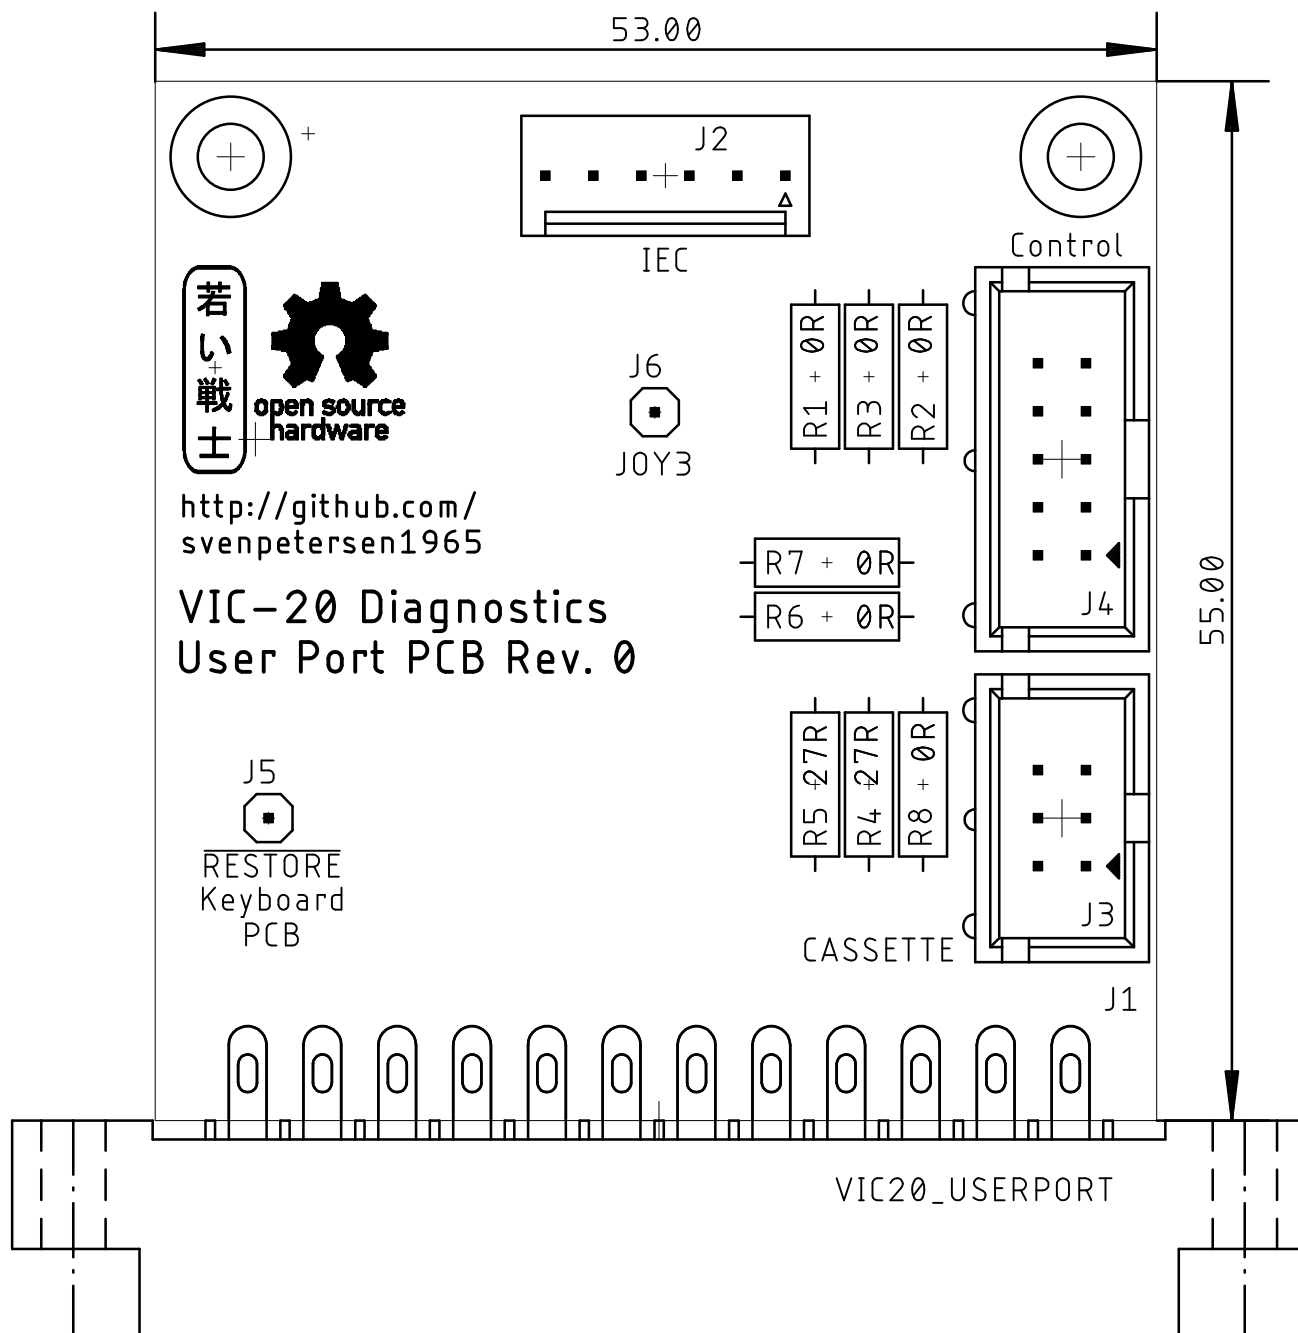 53.00
J2
IEC
Control
若い戦士
open source
hardware
J6
JOY3
R1 0R
R3 0R
R2 0R
http://github.com/
svenpetersen1965
R7 0R
R6 0R
J4
55.00
VIC-20 Diagnostics
User Port PCB Rev. 0
R5 27R
R4 27R
R8 0R
J5
RESTORE
Keyboard
PCB
J3
CASSETTE
J1
VIC20_USERPORT